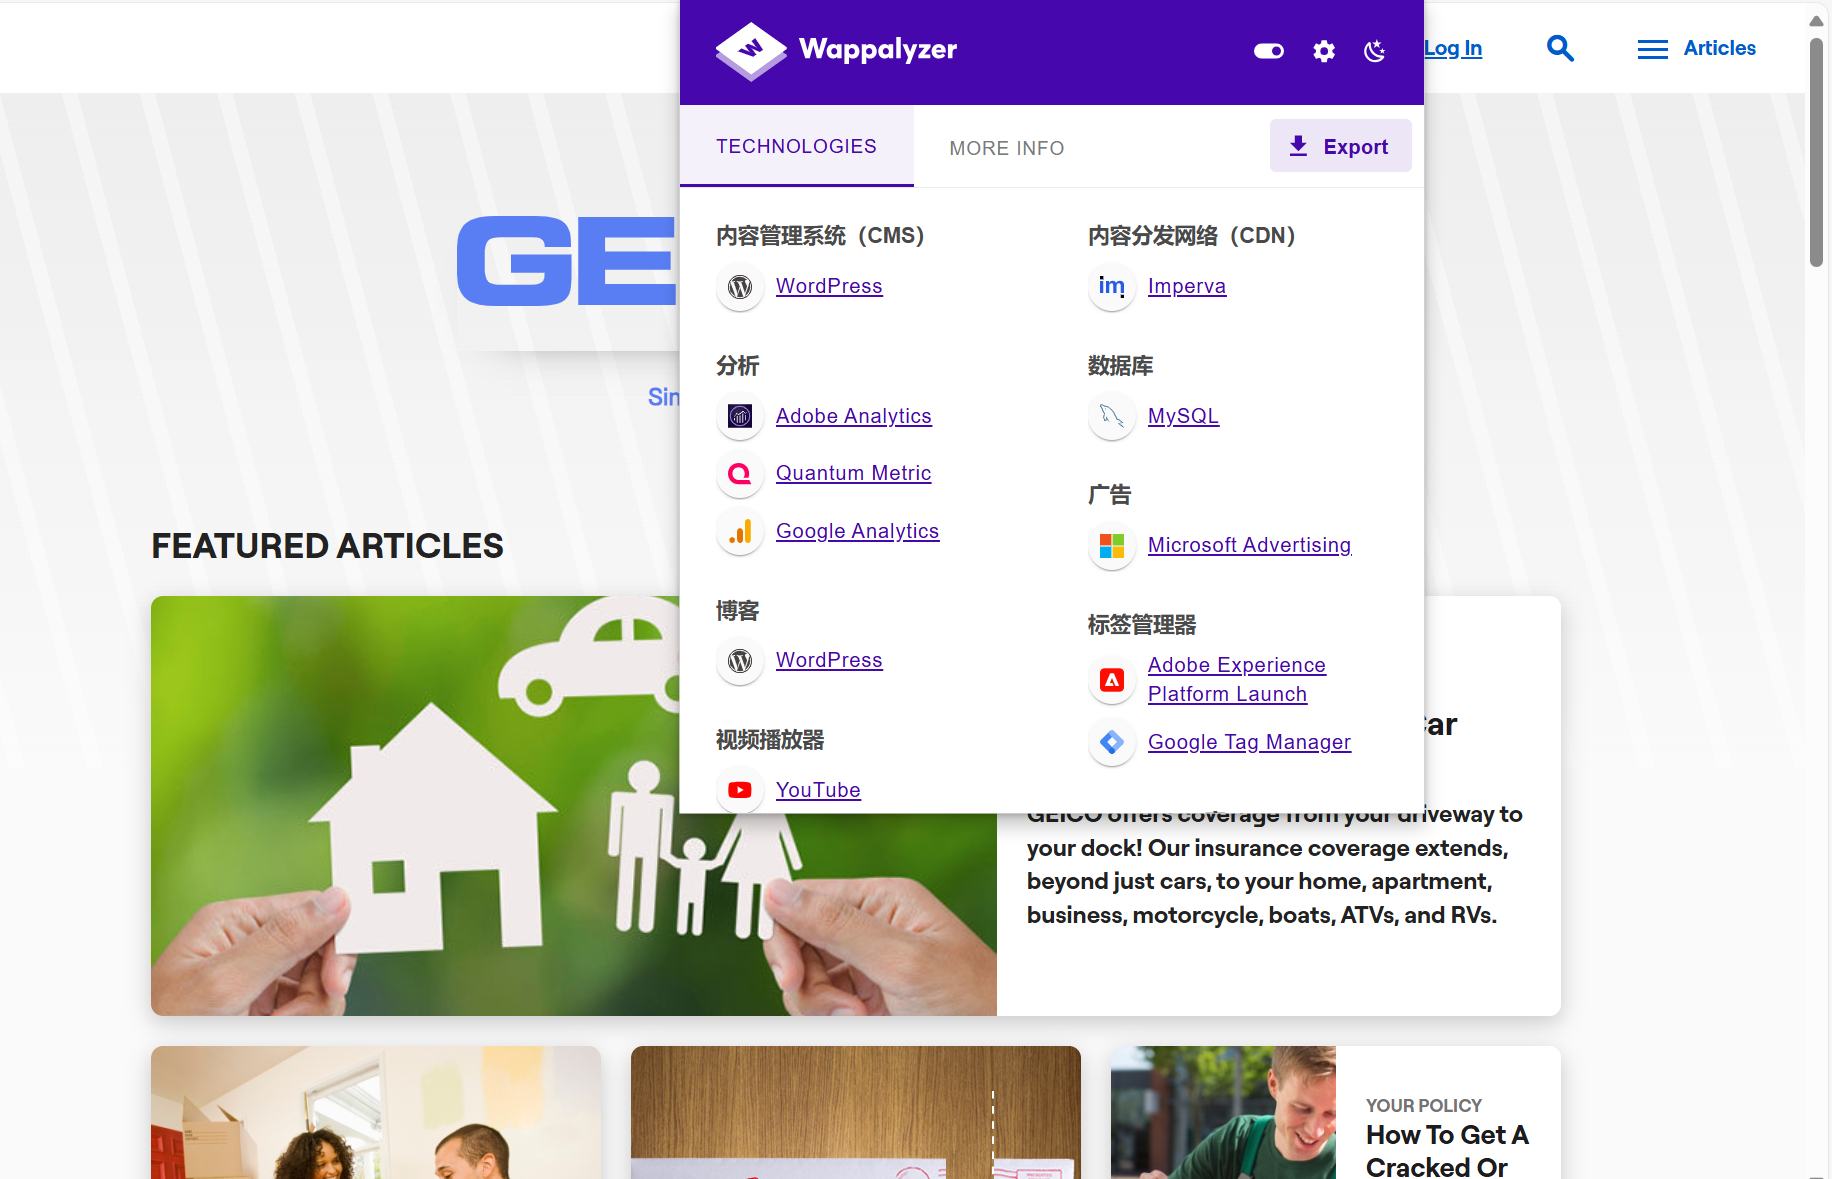 Wappalyzer
Log In
Articles
TECHNOLOGIES
MORE INFO
Export
内容管理系统（CMS）
WordPress
分析
Adobe Analytics
Quantum Metric
Google Analytics
博客
WordPress
视频播放器
YouTube
内容分发网络（CDN）
im
Imperva
数据库
MySQL
广告
Microsoft Advertising
标签管理器
Adobe Experience
Platform Launch
Google Tag Manager
GE
Sin
FEATURED ARTICLES
ar
GEICO offers coverage from your driveway to
your dock! Our insurance coverage extends,
beyond just cars, to your home, apartment,
business, motorcycle, boats, ATVs, and RVs.
YOUR POLICY
How To Get A
Cracked Or